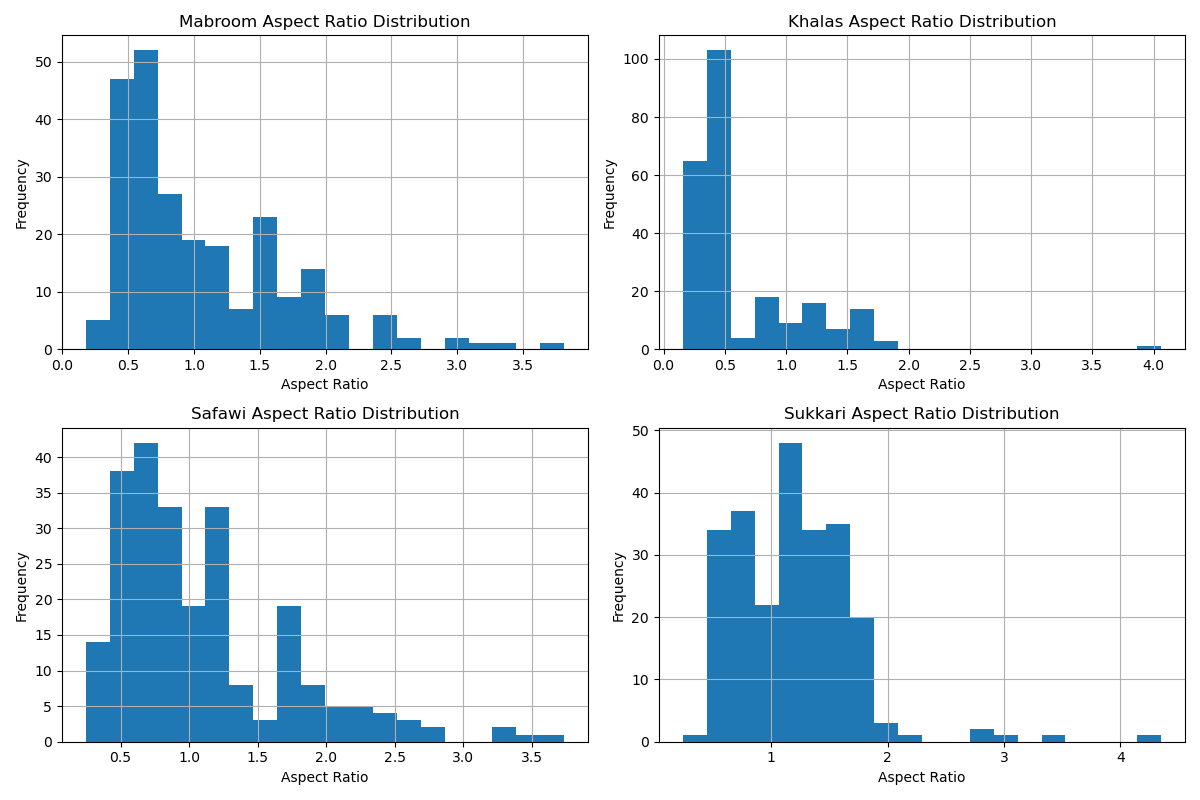 Mabroom Aspect Ratio Distribution
Frequency
50
40
30
20
10
0
0.0 0.5 1.0 1.5 2.0 2.5 3.0 3.5
Aspect Ratio
Khalas Aspect Ratio Distribution
Frequency
100
80
60
40
20
0
0.0 0.5 1.0 1.5 2.0 2.5 3.0 3.5 4.0
Aspect Ratio
Safawi Aspect Ratio Distribution
Frequency
40
35
30
25
20
15
10
5
0
0.5 1.0 1.5 2.0 2.5 3.0 3.5
Aspect Ratio
Sukkari Aspect Ratio Distribution
Frequency
50
40
30
20
10
0
1 2 3 4
Aspect Ratio